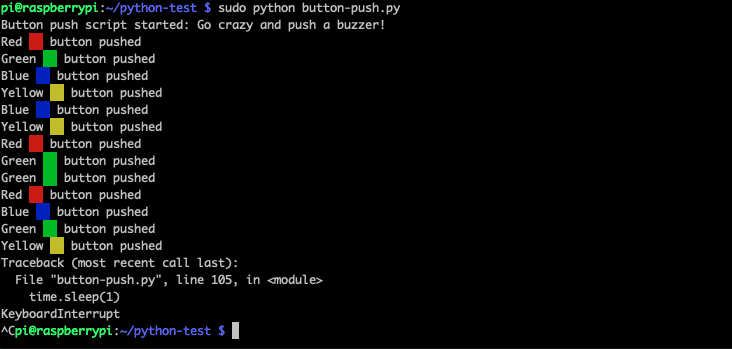 pi@raspberrypi:~/python-test $ sudo python button-push.py
Button push script started: Go crazy and push a buzzer!
Red button pushed
Green button pushed
Blue button pushed
Yellow button pushed
Blue button pushed
Yellow button pushed
Red button pushed
Green button pushed
Green button pushed
Red button pushed
Blue button pushed
Green button pushed
Yellow button pushed
Traceback (most recent call last):
  File "button-push.py", line 105, in <module>
    time.sleep(1)
KeyboardInterrupt
^Cpi@raspberrypi:~/python-test $